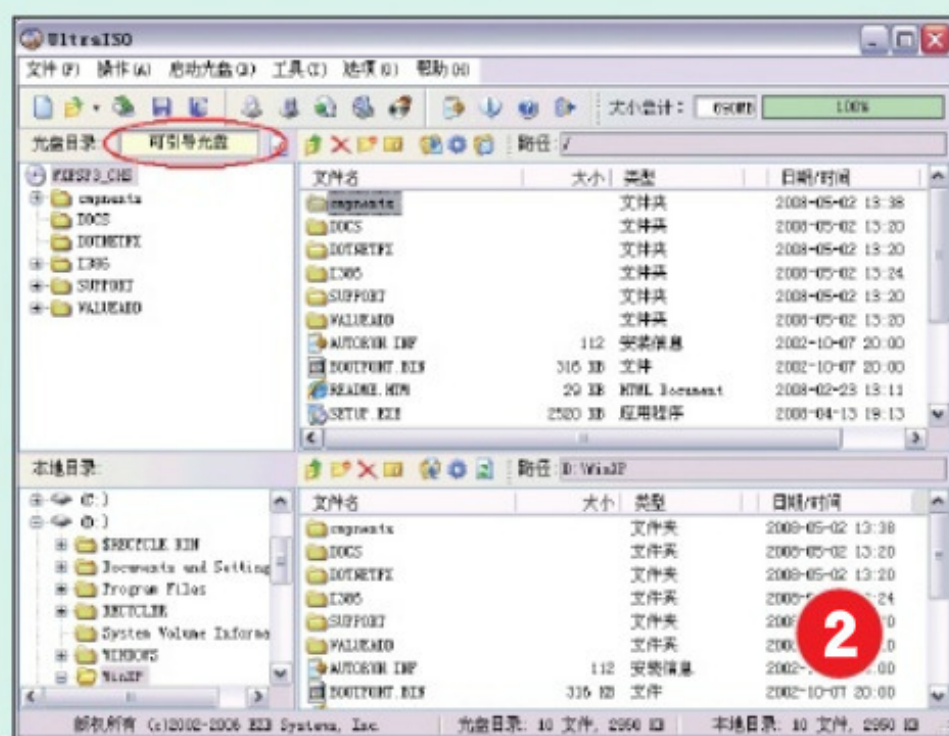 UltraISO
文件(F) 操作(A) 启动光盘(B) 工具(T) 选项(O) 帮助(H)
大小总计: 690MB 100%
光盘目录: 可引导光盘 路径: /
文件名 大小 类型 日期/时间
cmpnents
DOCS
DOTNETFX
I386
SUPPORT
VALUEADD
cmpnents 文件夹 2008-05-02 13:38
DOCS 文件夹 2008-05-02 13:20
DOTNETFX 文件夹 2008-05-02 13:20
I386 文件夹 2008-05-02 13:24
SUPPORT 文件夹 2008-05-02 13:20
VALUEADD 文件夹 2008-05-02 13:20
AUTORUN.INF 112 安装信息 2002-10-07 20:00
BOOTFONT.BIN 316 KB 文件 2002-10-07 20:00
README.HTM 29 KB HTML Document 2008-02-23 13:11
SETUP.EXE 2520 KB 应用程序 2008-04-13 19:13
本地目录: 路径: D:\WinXP
(C:)
(D:)
$RECYCLE.BIN
Documents and Setting
Program Files
RECYCLER
System Volume Informa
WINDOWS
WinXP
文件名 大小 类型 日期/时间
cmpnents 文件夹 2008-05-02 13:38
DOCS 文件夹 2008-05-02 13:20
DOTNETFX 文件夹 2008-05-02 13:20
I386 文件夹
SUPPORT 文件夹
VALUEADD 文件夹
AUTORUN.INF 112 安装信息
BOOTFONT.BIN 316 KB 文件 2002-10-07 20:00
2
版权所有 (c)2002-2006 EZB Systems, Inc. 光盘目录: 10 文件, 2950 KB 本地目录: 10 文件, 2950 KB